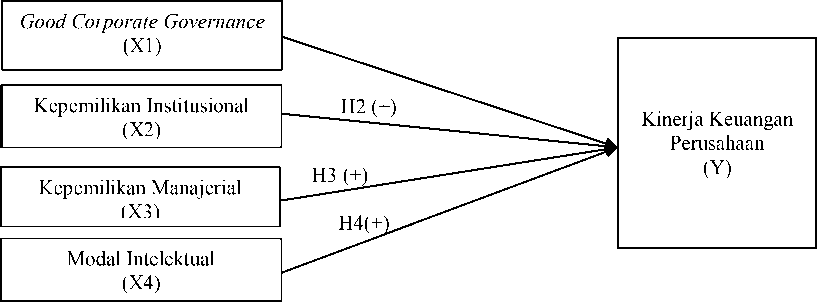 Good Corporate Governance
(X1)
Kepemilikan Institusional
(X2)
H2 (−)
Kinerja Keuangan
Perusahaan
(Y)
Kepemilikan Manajerial
(X3)
H3 (+)
H4(+)
Modal Intelektual
(X4)